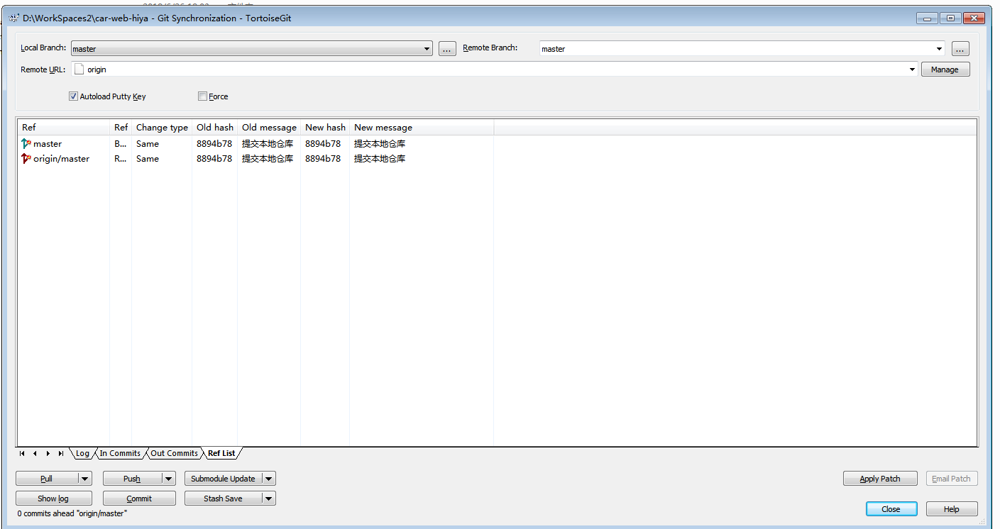 D:\WorkSpaces2\car-web-hiya - Git Synchronization - TortoiseGit
Local Branch: master ... Remote Branch: master ...
Remote URL: origin Manage
Autoload Putty Key Force
Ref Ref Change type Old hash Old message New hash New message
master B... Same 8894b78 提交本地仓库 8894b78 提交本地仓库
origin/master R... Same 8894b78 提交本地仓库 8894b78 提交本地仓库
Log In Commits Out Commits Ref List
Pull Push Submodule Update Apply Patch Email Patch
Show log Commit Stash Save
0 commits ahead "origin/master" Close Help